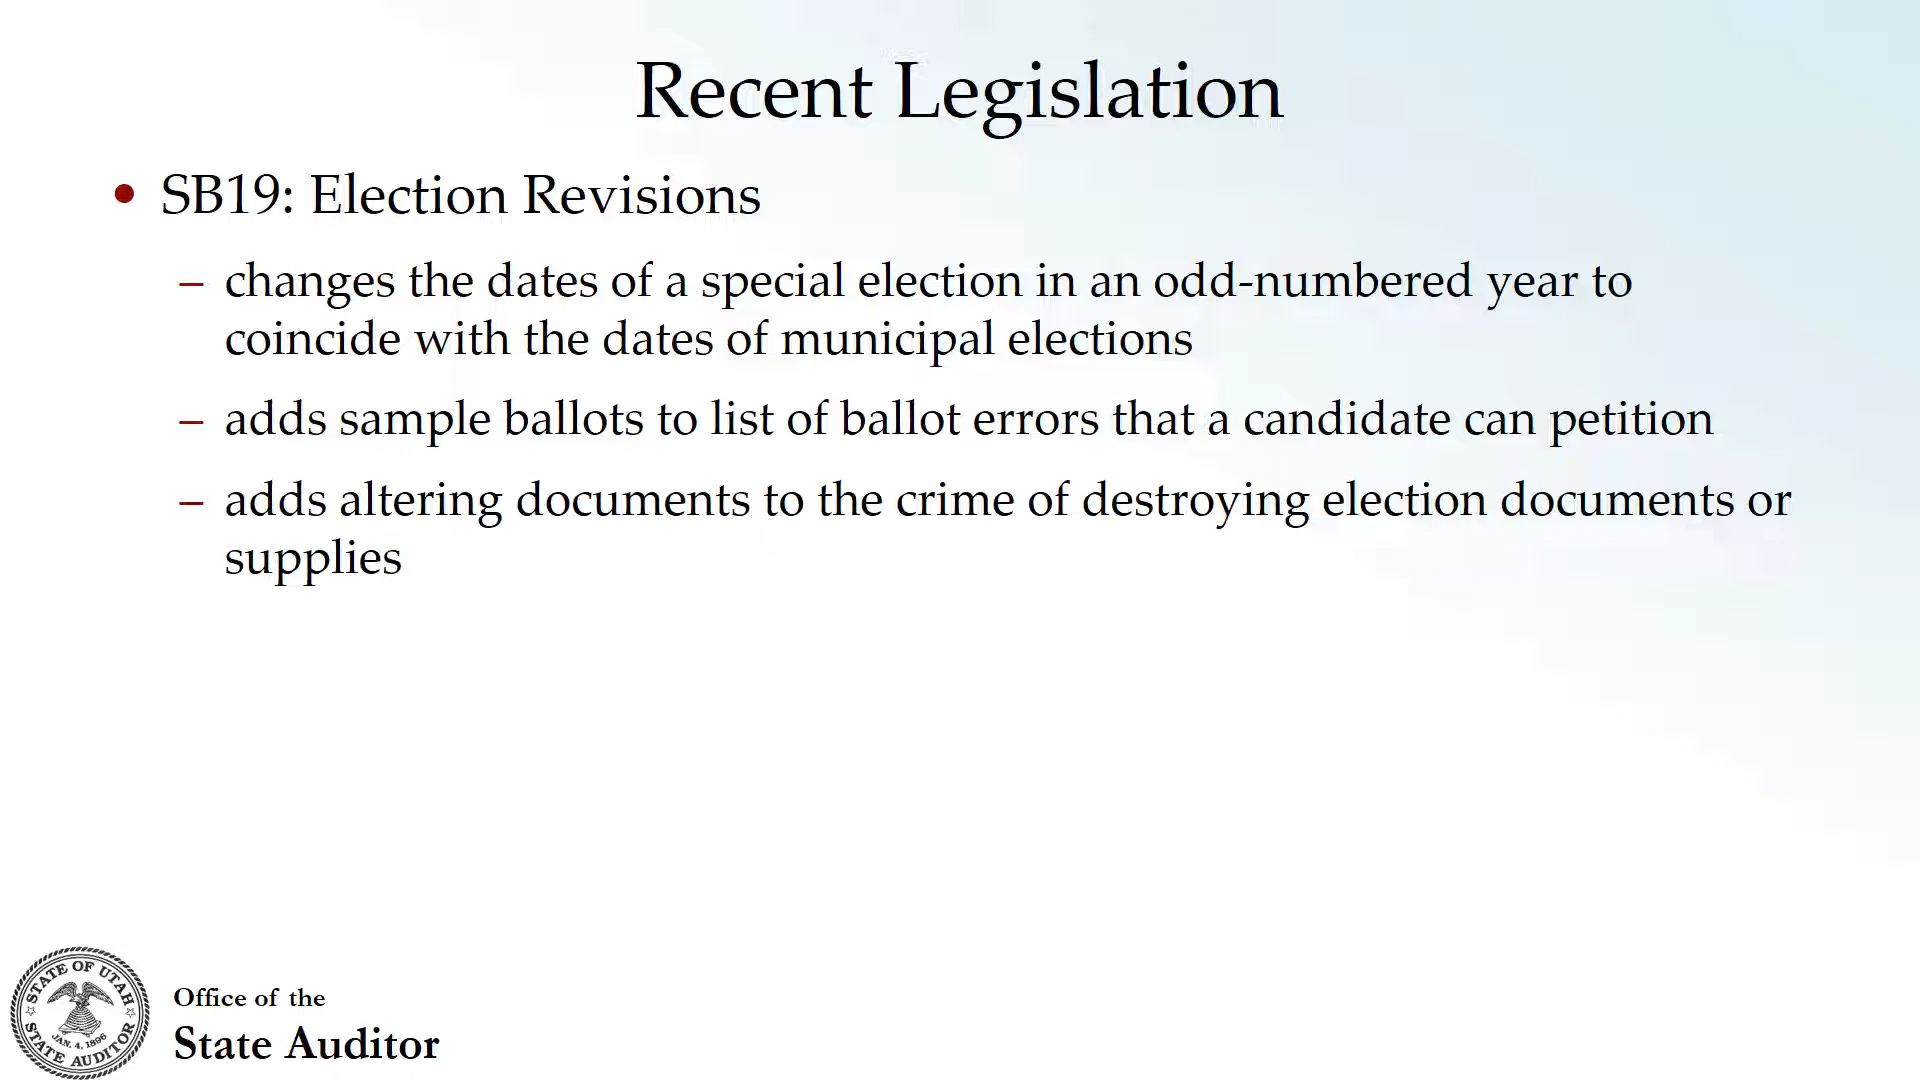 Recent Legislation
• SB19: Election Revisions
– changes the dates of a special election in an odd-numbered year to
coincide with the dates of municipal elections
– adds sample ballots to list of ballot errors that a candidate can petition
– adds altering documents to the crime of destroying election documents or
supplies
STATE OF UTAH
JAN. 4, 1896
STATE AUDITOR
Office of the
State Auditor